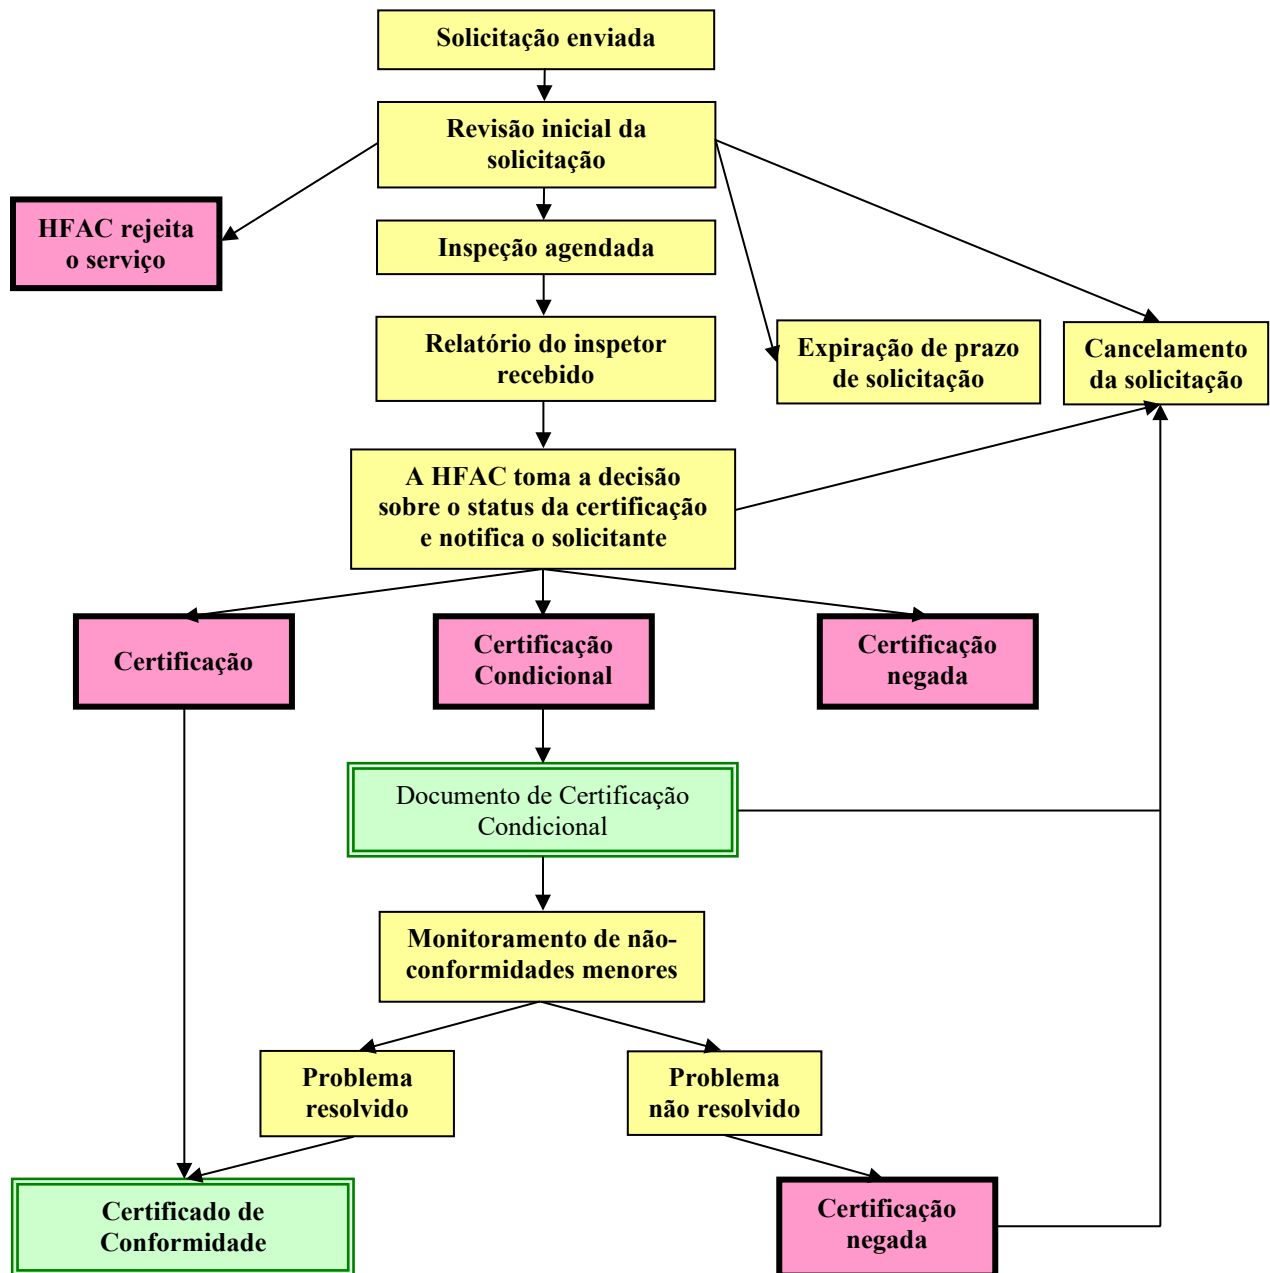 Solicitação enviada
Revisão inicial da
solicitação
HFAC rejeita
o serviço
Inspeção agendada
Relatório do inspetor
recebido
Expiração de prazo
de solicitação
Cancelamento
da solicitação
A HFAC toma a decisão
sobre o status da certificação
e notifica o solicitante
Certificação
Certificação
Condicional
Certificação
negada
Documento de Certificação
Condicional
Monitoramento de não-
conformidades menores
Problema
resolvido
Problema
não resolvido
Certificado de
Conformidade
Certificação
negada